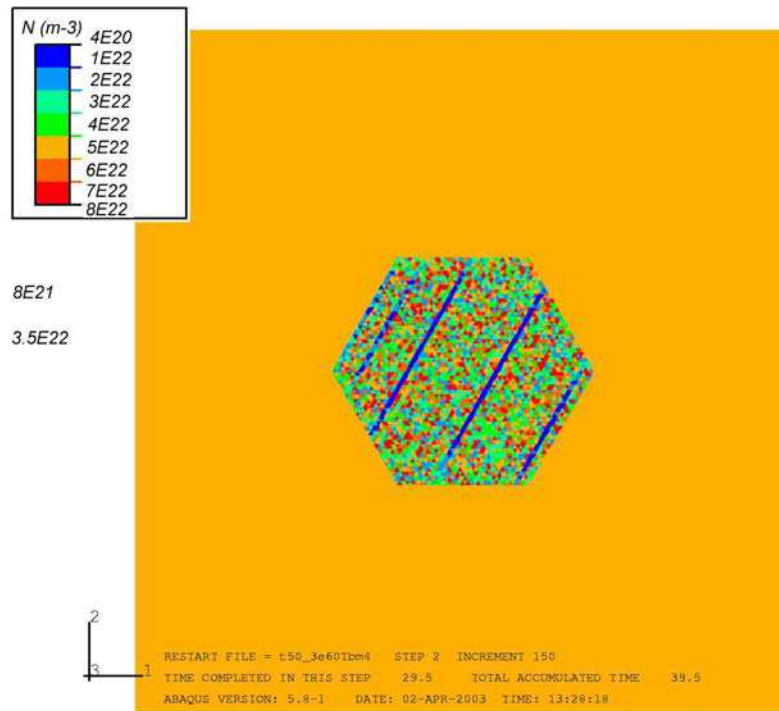 N (m-3)
4E20
1E22
2E22
3E22
4E22
5E22
6E22
7E22
8E22
8E21
3.5E22
2
3
1
RESTART FILE = t50_3e60Tbm4 STEP 2 INCREMENT 150
TIME COMPLETED IN THIS STEP 29.5 TOTAL ACCUMULATED TIME 39.5
ABAQUS VERSION: 5.8-1 DATE: 02-APR-2003 TIME: 13:28:18